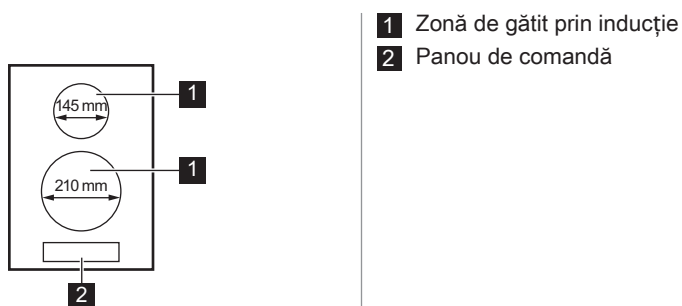 145 mm
1
210 mm
1
2
1 Zonă de gătit prin inducție
2 Panou de comandă